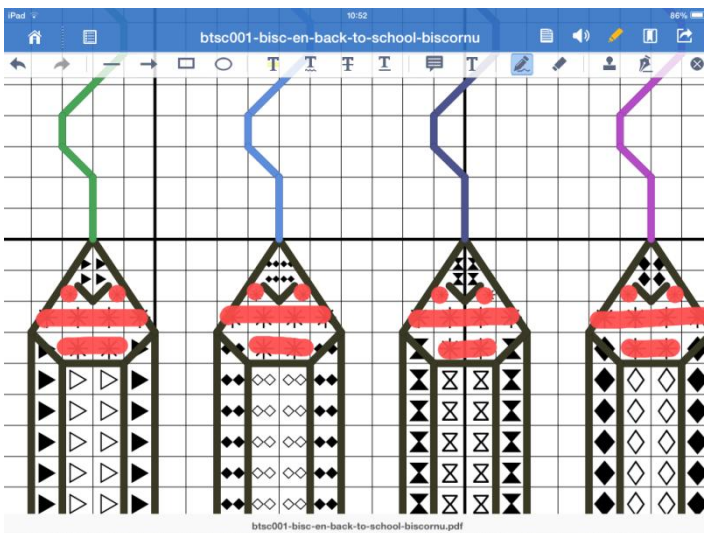 iPad 10:52 86%
btsc001-bisc-en-back-to-school-biscornu
T T T T T
btsc001-bisc-en-back-to-school-biscornu.pdf